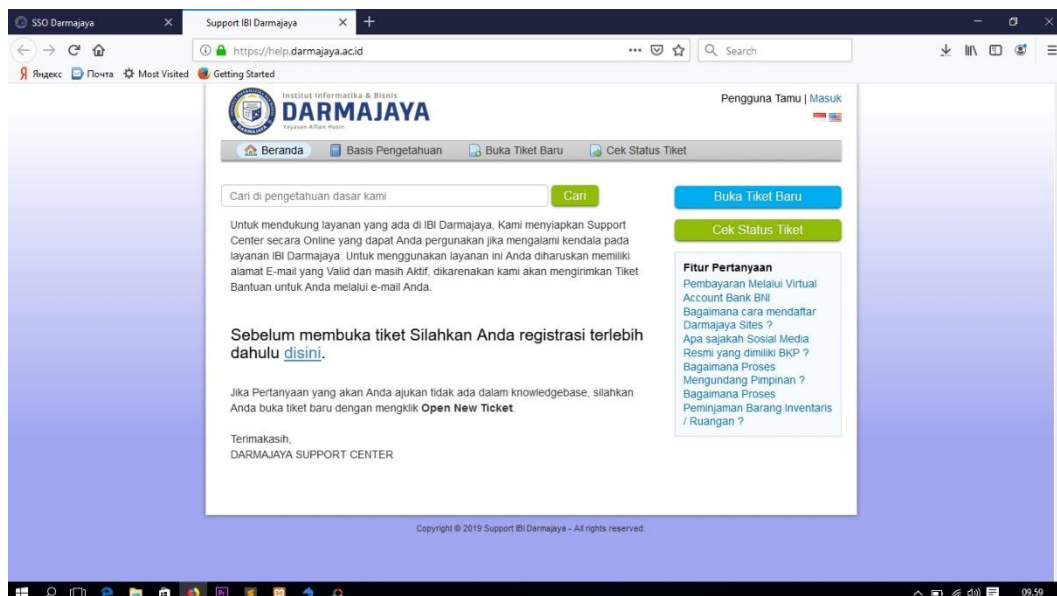 SSO Darmajaya
Support IBI Darmajaya
https://help.darmajaya.ac.id
Search
Яндекс Почта Most Visited Getting Started
Institut Informatika & Bisnis
DARMAJAYA
Yayasan Alfian Husin
Pengguna Tamu | Masuk
Beranda Basis Pengetahuan Buka Tiket Baru Cek Status Tiket
Cari di pengetahuan dasar kami
Cari
Untuk mendukung layanan yang ada di IBI Darmajaya, Kami menyiapkan Support
Center secara Online yang dapat Anda pergunakan jika mengalami kendala pada
layanan IBI Darmajaya. Untuk menggunakan layanan ini Anda diharuskan memiliki
alamat E-mail yang Valid dan masih Aktif, dikarenakan kami akan mengirimkan Tiket
Bantuan untuk Anda melalui e-mail Anda.
Sebelum membuka tiket Silahkan Anda registrasi terlebih
dahulu disini.
Jika Pertanyaan yang akan Anda ajukan tidak ada dalam knowledgebase, silahkan
Anda buka tiket baru dengan mengklik Open New Ticket.
Terimakasih,
DARMAJAYA SUPPORT CENTER
Buka Tiket Baru
Cek Status Tiket
Fitur Pertanyaan
Pembayaran Melalui Virtual
Account Bank BNI
Bagaimana cara mendaftar
Darmajaya Sites ?
Apa sajakah Sosial Media
Resmi yang dimiliki BKP ?
Bagaimana Proses
Mengundang Pimpinan ?
Bagaimana Proses
Peminjaman Barang Inventaris
/ Ruangan ?
Copyright © 2019 Support IBI Darmajaya - All rights reserved.
09.59